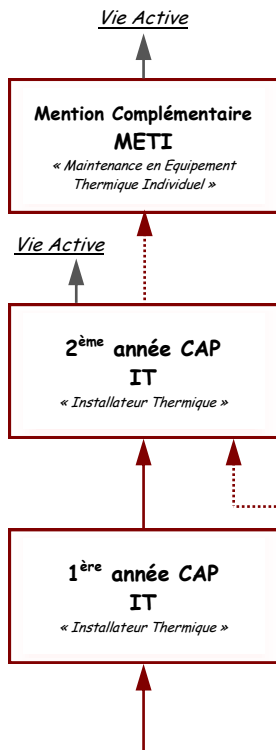 Vie Active
Mention Complémentaire
METI
« Maintenance en Equipement
Thermique Individuel »
Vie Active
2ème année CAP
IT
« Installateur Thermique »
1ère année CAP
IT
« Installateur Thermique »